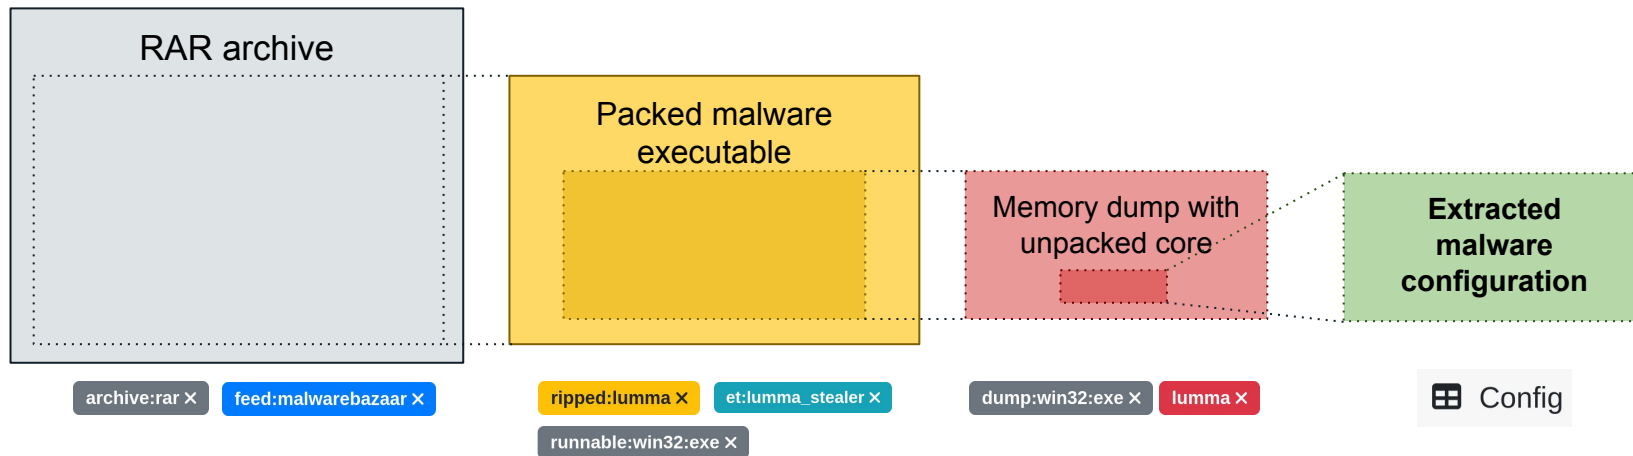 RAR archive
Packed malware
executable
Memory dump with
unpacked core
Extracted
malware
configuration
archive:rar ×
feed:malwarebazaar ×
ripped:lumma ×
et:lumma_stealer ×
dump:win32:exe ×
lumma ×
Config
runnable:win32:exe ×